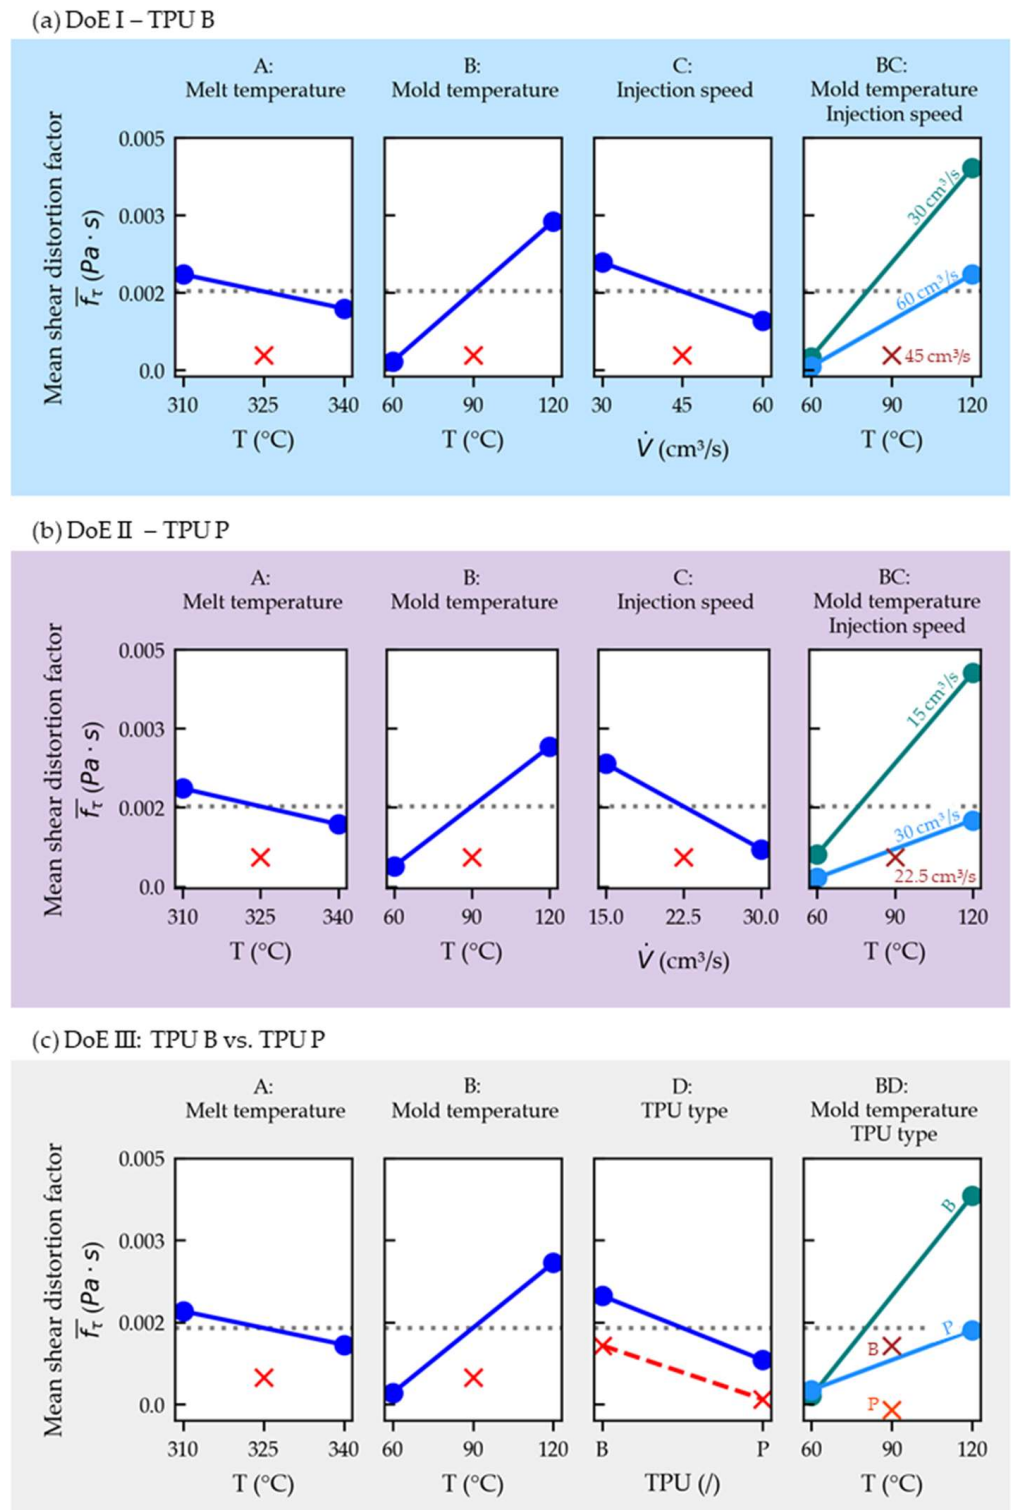 (a) DoE I – TPU B
A:
Melt temperature
B:
Mold temperature
C:
Injection speed
BC:
Mold temperature
Injection speed
Mean shear distortion factor
f̅τ (Pa · s)
0.005
0.003
0.002
0.0
30 cm³/s
60 cm³/s
45 cm³/s
310 325 340
60 90 120
30 45 60
60 90 120
T (°C)
T (°C)
V̇ (cm³/s)
T (°C)
(b) DoE II – TPU P
A:
Melt temperature
B:
Mold temperature
C:
Injection speed
BC:
Mold temperature
Injection speed
Mean shear distortion factor
f̅τ (Pa · s)
0.005
0.003
0.002
0.0
15 cm³/s
30 cm³/s
22.5 cm³/s
310 325 340
60 90 120
15.0 22.5 30.0
60 90 120
T (°C)
T (°C)
V̇ (cm³/s)
T (°C)
(c) DoE III: TPU B vs. TPU P
A:
Melt temperature
B:
Mold temperature
D:
TPU type
BD:
Mold temperature
TPU type
Mean shear distortion factor
f̅τ (Pa · s)
0.005
0.003
0.002
0.0
B
P
B
P
310 325 340
60 90 120
B P
60 90 120
T (°C)
T (°C)
TPU (/)
T (°C)